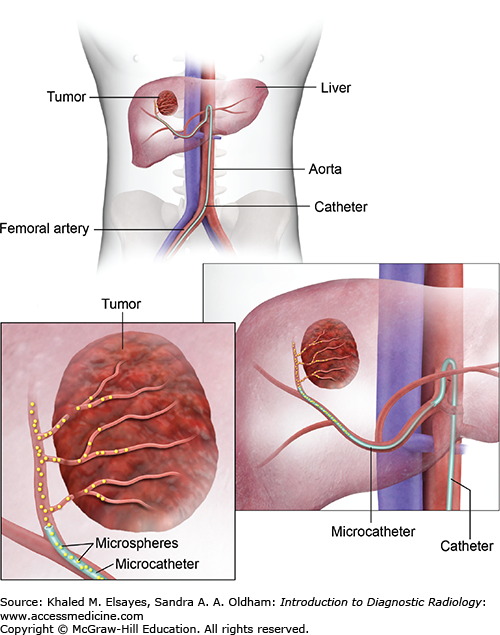 Tumor
Liver
Aorta
Catheter
Femoral artery
Tumor
Microspheres
Microcatheter
Microcatheter
Catheter
Source: Khaled M. Elsayes, Sandra A. A. Oldham: Introduction to Diagnostic Radiology:
www.accessmedicine.com
Copyright © McGraw-Hill Education. All rights reserved.